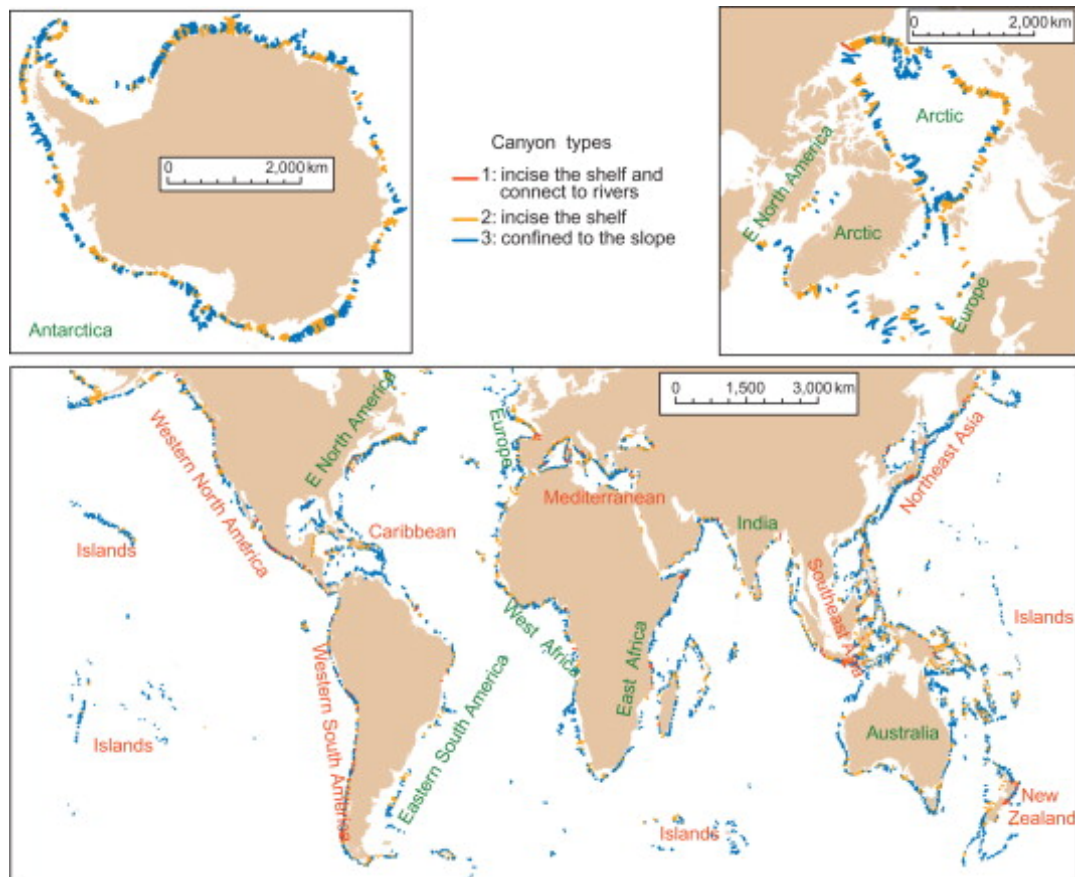 0 2,000 km
Antarctica
Canyon types
1: incise the shelf and
connect to rivers
2: incise the shelf
3: confined to the slope
0 2,000 km
Arctic
E North America
Arctic
Europe
0 1,500 3,000 km
Western North America
E North America
Europe
Northeast Asia
Mediterranean
India
Caribbean
Islands
Southeast Asia
Islands
West Africa
East Africa
Western South America
Eastern South America
Islands
Australia
New
Zealand
Islands